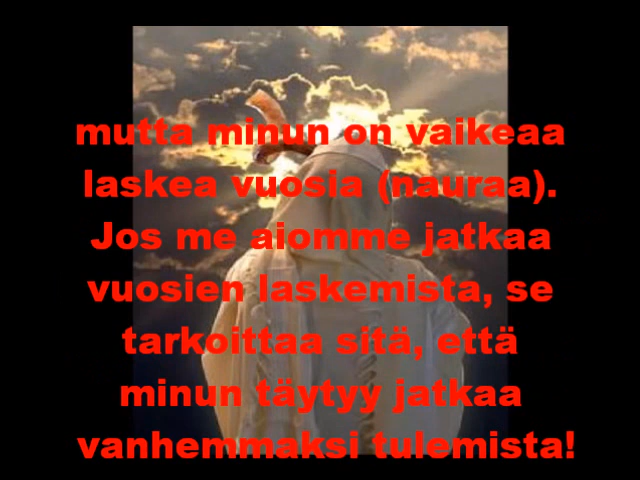 mutta minun on vaikeaa
laskea vuosia (nauraa).
Jos me aiomme jatkaa
vuosien laskemista, se
tarkoittaa sitä, että
minun täytyy jatkaa
vanhemmaksi tulemista!